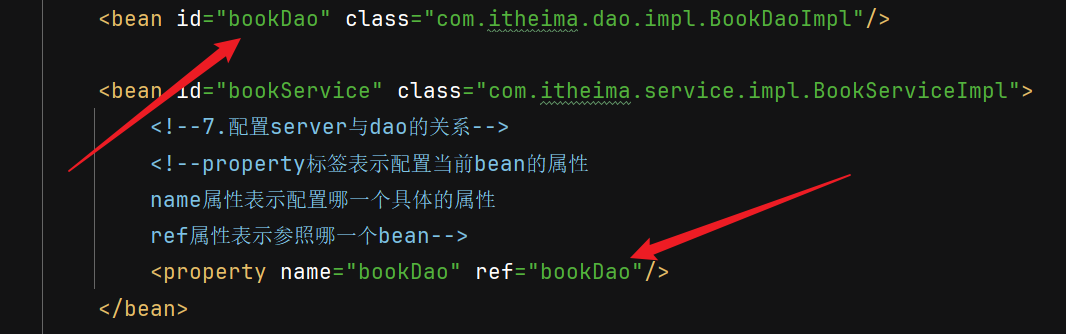 <bean id="bookDao" class="com.itheima.dao.impl.BookDaoImpl"/>
<bean id="bookService" class="com.itheima.service.impl.BookServiceImpl">
<!--7.配置server与dao的关系-->
<!--property标签表示配置当前bean的属性
name属性表示配置哪一个具体的属性
ref属性表示参照哪一个bean-->
<property name="bookDao" ref="bookDao"/>
</bean>